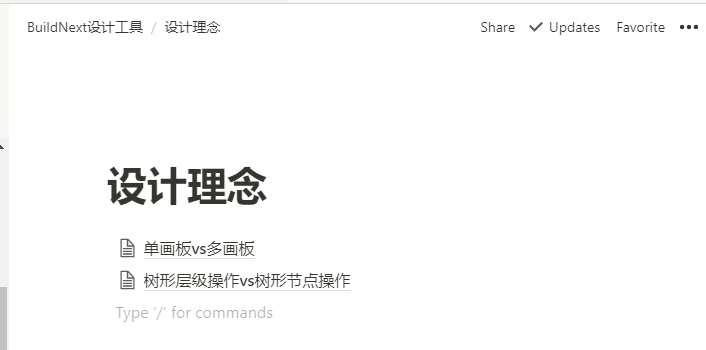 BuildNext设计工具 / 设计理念 Share Updates Favorite
设计理念
单画板vs多画板
树形层级操作vs树形节点操作
Type '/' for commands